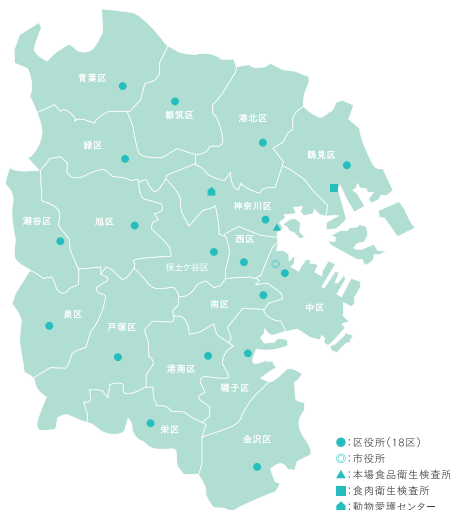 青葉区
都筑区
港北区
緑区
鶴見区
神奈川区
瀬谷区
旭区
西区
保土ケ谷区
南区
中区
泉区
戸塚区
港南区
磯子区
栄区
金沢区
●:区役所(18区)
◎:市役所
▲:本場食品衛生検査所
■:食肉衛生検査所
:動物愛護センター